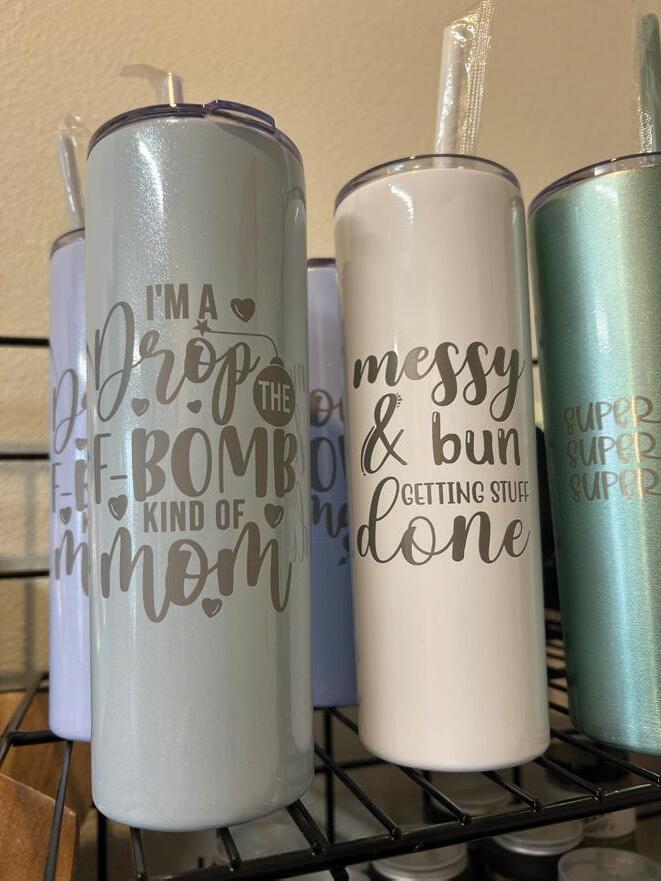 I'M A
Drop
THE
F-BOMB
KIND OF
mom
messy
& bun
GETTING STUFF
done
SUPER
SUPER
SUPER